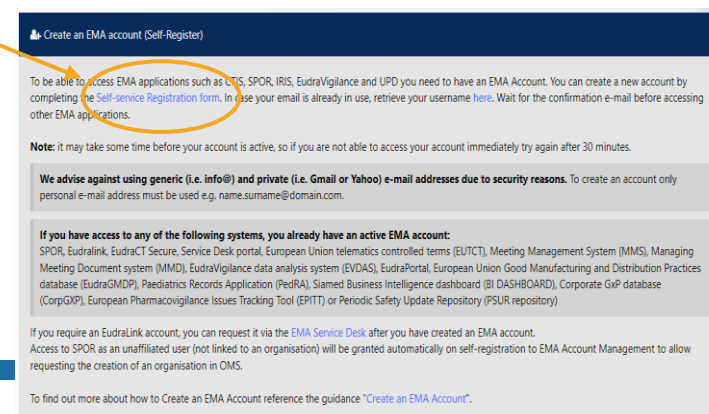 Create an EMA account (Self-Register)
To be able to access EMA applications such as CTIS, SPOR, IRIS, EudraVigilance and UPD you need to have an EMA Account. You can create a new account by
completing the Self-service Registration form. In case your email is already in use, retrieve your username here. Wait for the confirmation e-mail before accessing
other EMA applications.
Note: it may take some time before your account is active, so if you are not able to access your account immediately try again after 30 minutes.
We advise against using generic (i.e. info@) and private (i.e. Gmail or Yahoo) e-mail addresses due to security reasons. To create an account only
personal e-mail address must be used e.g. name.surname@domain.com.
If you have access to any of the following systems, you already have an active EMA account:
SPOR, Eudralink, EudraCT Secure, Service Desk portal, European Union telematics controlled terms (EUTCT), Meeting Management System (MMS), Managing
Meeting Document system (MMD), EudraVigilance data analysis system (EVDAS), EudraPortal, European Union Good Manufacturing and Distribution Practices
database (EudraGMDP), Paediatrics Records Application (PedRA), Siamed Business Intelligence dashboard (BI DASHBOARD), Corporate GxP database
(CorpGXP), European Pharmacovigilance Issues Tracking Tool (EPITT) or Periodic Safety Update Repository (PSUR repository)
If you require an EudraLink account, you can request it via the EMA Service Desk after you have created an EMA account.
Access to SPOR as an unaffiliated user (not linked to an organisation) will be granted automatically on self-registration to EMA Account Management to allow
requesting the creation of an organisation in OMS.
To find out more about how to Create an EMA Account reference the guidance "Create an EMA Account".